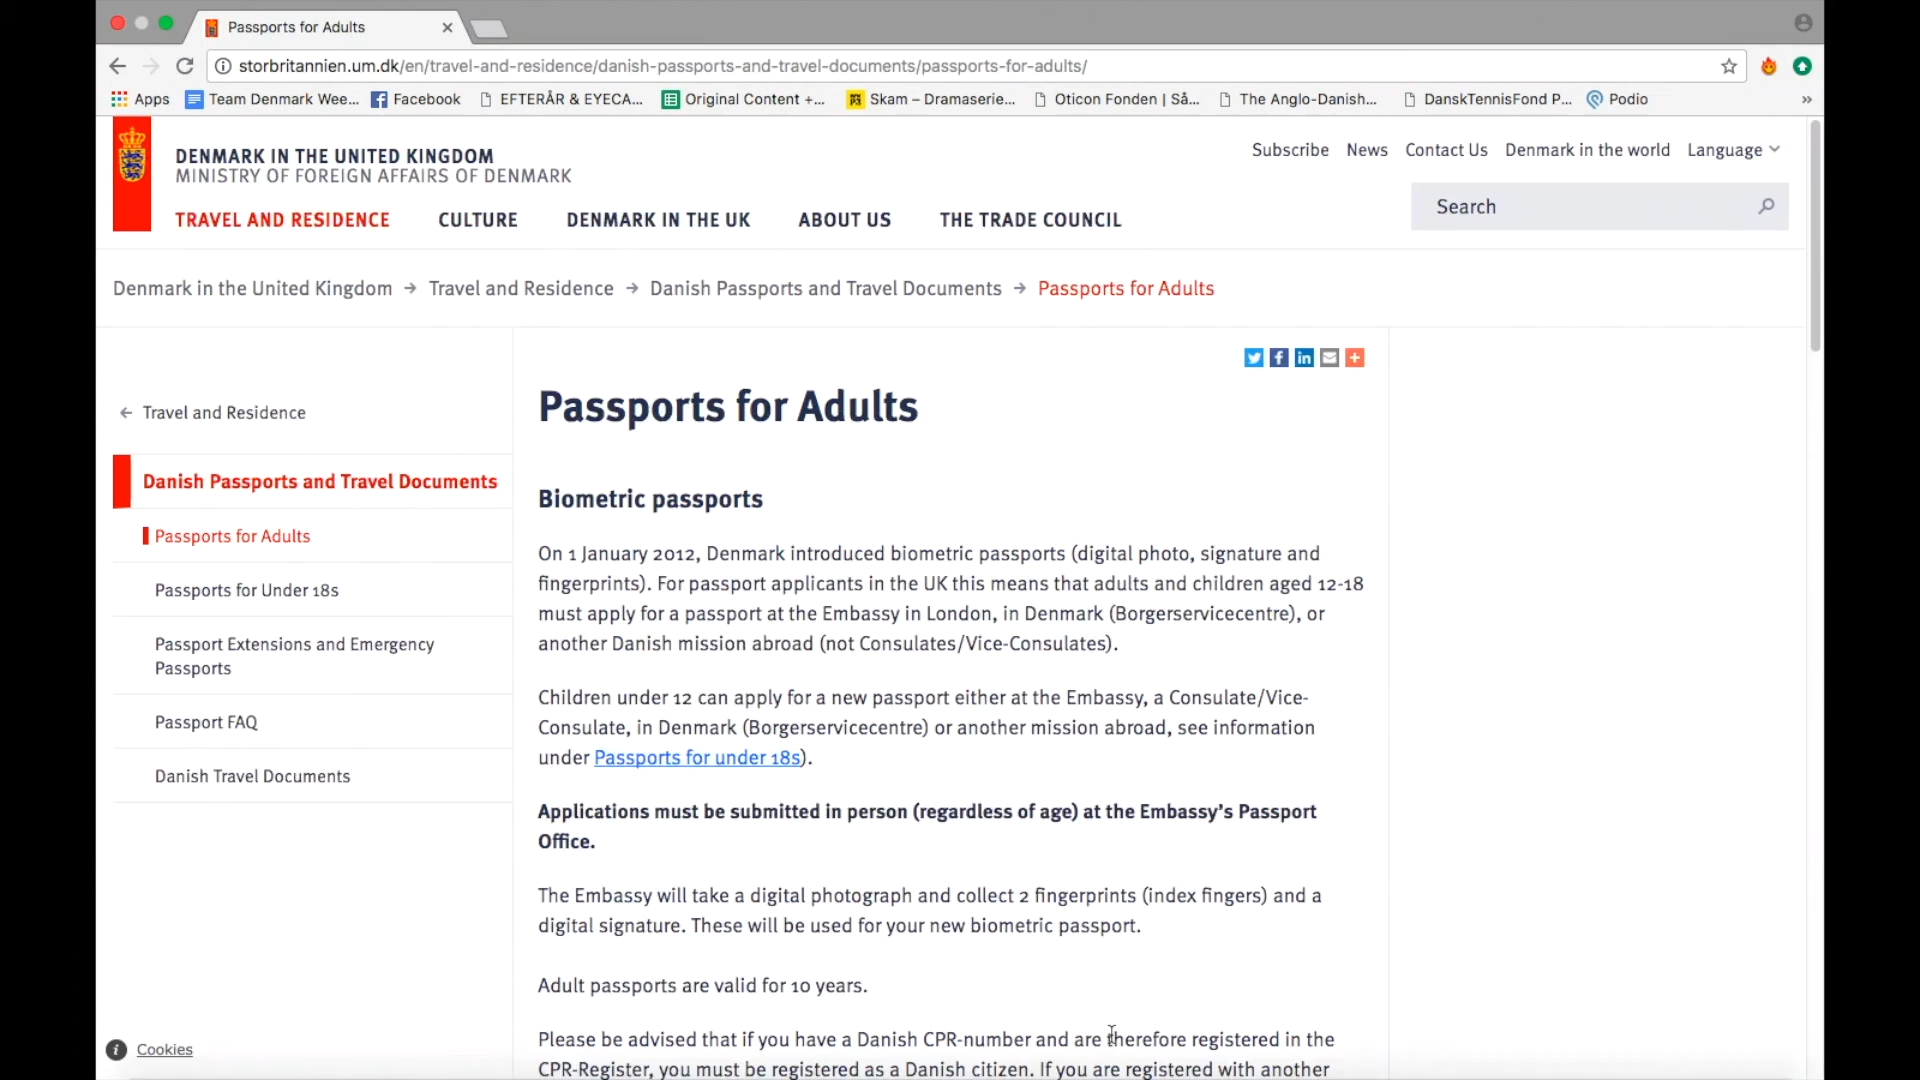 Passports for Adults
storbritannien.um.dk/en/travel-and-residence/danish-passports-and-travel-documents/passports-for-adults/
Apps Team Denmark Wee... Facebook EFTERÅR & EYECA... Original Content +... Skam – Dramaserie... Oticon Fonden | Så... The Anglo-Danish... DanskTennisFond P... Podio »
Subscribe News Contact Us Denmark in the world Language
DENMARK IN THE UNITED KINGDOM
MINISTRY OF FOREIGN AFFAIRS OF DENMARK
Search
TRAVEL AND RESIDENCE CULTURE DENMARK IN THE UK ABOUT US THE TRADE COUNCIL
Denmark in the United Kingdom → Travel and Residence → Danish Passports and Travel Documents → Passports for Adults
← Travel and Residence
Danish Passports and Travel Documents
Passports for Adults
Passports for Under 18s
Passport Extensions and Emergency
Passports
Passport FAQ
Danish Travel Documents
Passports for Adults
Biometric passports
On 1 January 2012, Denmark introduced biometric passports (digital photo, signature and
fingerprints). For passport applicants in the UK this means that adults and children aged 12-18
must apply for a passport at the Embassy in London, in Denmark (Borgerservicecentre), or
another Danish mission abroad (not Consulates/Vice-Consulates).
Children under 12 can apply for a new passport either at the Embassy, a Consulate/Vice-
Consulate, in Denmark (Borgerservicecentre) or another mission abroad, see information
under Passports for under 18s).
Applications must be submitted in person (regardless of age) at the Embassy's Passport
Office.
The Embassy will take a digital photograph and collect 2 fingerprints (index fingers) and a
digital signature. These will be used for your new biometric passport.
Adult passports are valid for 10 years.
Please be advised that if you have a Danish CPR-number and are therefore registered in the
CPR-Register, you must be registered as a Danish citizen. If you are registered with another
Cookies